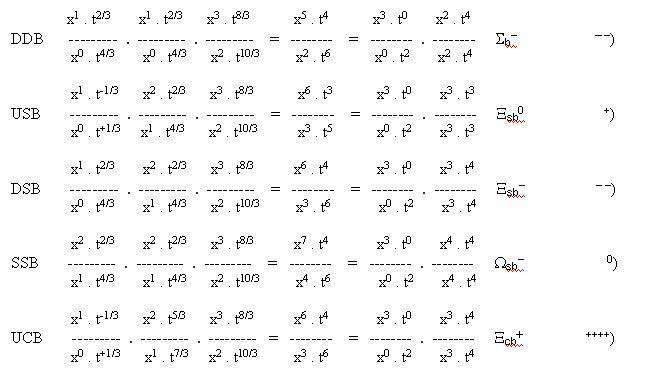 x¹ . t²/³ x¹ . t²/³ x³ . t⁸/³ x⁵ . t⁴ x³ . t⁰ x². t⁴
DDB --------- . --------- . --------- = -------- = -------- . -------- Σb⁻ ⁻⁻)
x⁰ . t⁴/³ x⁰ . t⁴/³ x² . t¹⁰/³ x² . t⁶ x⁰ . t² x² . t⁴
x¹ . t⁻¹/³ x² . t²/³ x³ . t⁸/³ x⁶ . t³ x³ . t⁰ x³ . t³
USB --------- . --------- . --------- = -------- = -------- . -------- Ξsb⁰ ⁺)
x⁰ . t⁺¹/³ x¹ . t⁴/³ x² . t¹⁰/³ x³ . t⁵ x⁰ . t² x³ . t³
x¹ . t²/³ x² . t²/³ x³ . t⁸/³ x⁶ . t⁴ x³ . t⁰ x³ . t⁴
DSB --------- . --------- . --------- = -------- = -------- . -------- Ξsb⁻ ⁻⁻)
x⁰ . t⁴/³ x¹ . t⁴/³ x² . t¹⁰/³ x³ . t⁶ x⁰ . t² x³ . t⁴
x² . t²/³ x² . t²/³ x³ . t⁸/³ x⁷ . t⁴ x³ . t⁰ x⁴ . t⁴
SSB --------- . --------- . --------- = -------- = -------- . -------- Ωsb⁻ ⁰)
x¹ . t⁴/³ x¹ . t⁴/³ x² . t¹⁰/³ x⁴ . t⁶ x⁰ . t² x⁴ . t⁴
x¹ . t⁻¹/³ x² . t⁵/³ x³ . t⁸/³ x⁶ . t⁴ x³ . t⁰ x³ . t⁴
UCB --------- . --------- . --------- = -------- = -------- . -------- Ξcb⁺ ⁺⁺⁺⁺)
x⁰ . t⁺¹/³ x¹ . t⁷/³ x² . t¹⁰/³ x³ . t⁶ x⁰ . t² x³ . t⁴